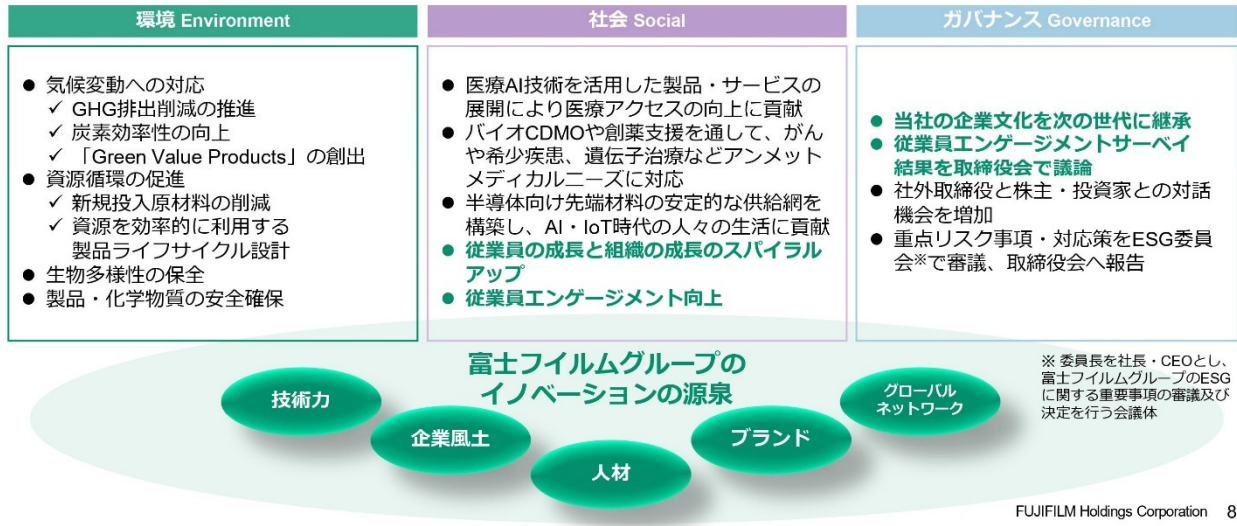 環境 Environment
● 気候変動への対応
✓ GHG排出削減の推進
✓ 炭素効率性の向上
✓ 「Green Value Products」の創出
● 資源循環の促進
✓ 新規投入原材料の削減
✓ 資源を効率的に利用する
製品ライフサイクル設計
● 生物多様性の保全
● 製品・化学物質の安全確保
社会 Social
● 医療AI技術を活用した製品・サービスの
展開により医療アクセスの向上に貢献
● バイオCDMOや創薬支援を通して、がん
や希少疾患、遺伝子治療などアンメット
メディカルニーズに対応
● 半導体向け先端材料の安定的な供給網を
構築し、AI・IoT時代の人々の生活に貢献
● 従業員の成長と組織の成長のスパイラル
アップ
● 従業員エンゲージメント向上
ガバナンス Governance
● 当社の企業文化を次の世代に継承
● 従業員エンゲージメントサーベイ
結果を取締役会で議論
● 社外取締役と株主・投資家との対話
機会を増加
● 重点リスク事項・対応策をESG委員
会※で審議、取締役会へ報告
富士フイルムグループの
イノベーションの源泉
技術力
企業風土
人材
ブランド
グローバル
ネットワーク
※ 委員長を社長・CEOとし、
富士フイルムグループのESG
に関する重要事項の審議及び
決定を行う会議体
FUJIFILM Holdings Corporation 8